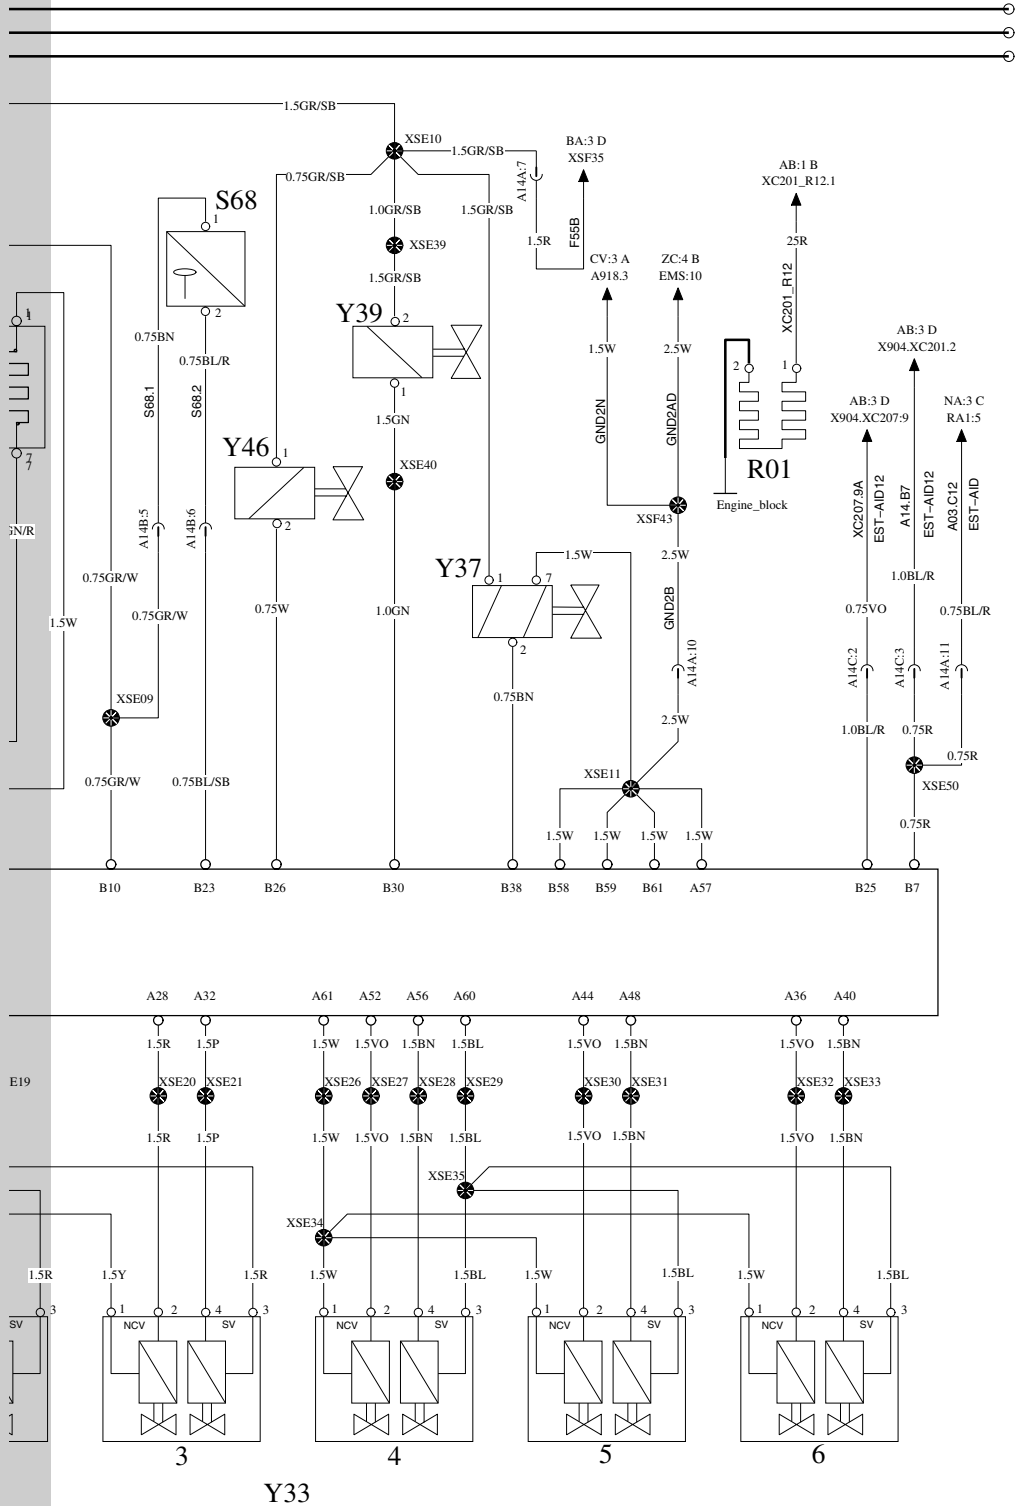 1.5GR/SB
XSE10
1.5GR/SB
0.75GR/SB
A14A:7
BA:3 D
XSF35
AB:1 B
XC201_R12.1
S68
1
1.0GR/SB
1.5GR/SB
F55B
1.5R
25R
XSE39
CV:3 A
A918.3
ZC:4 B
EMS:10
1.5GR/SB
XC201_R12
2
Y39
2
1
0.75BN
0.75BL/R
1.5W
2.5W
AB:3 D
X904.XC201.2
2
1
1
S68.1
S68.2
1.5GN
GND2N
GND2AD
AB:3 D
X904.XC207:9
NA:3 C
RA1:5
Y46
1
7
7
XSE40
R01
XC207.9A
EST-AID12
A14.B7
EST-AID12
A03.C12
EST-AID
Engine_block
A14B:5
A14B:6
2
XSF43
GN/R
1.5W
2.5W
Y37
1
7
0.75GR/W
0.75GR/W
0.75W
1.0GN
GND2B
1.0BL/R
0.75VO
0.75BL/R
1.5W
2
A14A:10
A14C:2
A14C:3
A14A:11
XSE09
0.75BN
2.5W
1.0BL/R
0.75R
0.75R
0.75GR/W
0.75BL/SB
XSE11
XSE50
1.5W
1.5W
1.5W
1.5W
0.75R
B10
B23
B26
B30
B38
B58
B59
B61
A57
B25
B7
A28
A32
A61
A52
A56
A60
A44
A48
A36
A40
1.5R
1.5P
1.5W
1.5VO
1.5BN
1.5BL
1.5VO
1.5BN
1.5VO
1.5BN
E19
XSE20
XSE21
XSE26
XSE27
XSE28
XSE29
XSE30
XSE31
XSE32
XSE33
1.5R
1.5P
1.5W
1.5VO
1.5BN
1.5BL
1.5VO
1.5BN
1.5VO
1.5BN
XSE35
XSE34
1.5R
1.5Y
1.5R
1.5W
1.5BL
1.5W
1.5BL
1.5W
1.5BL
3
1
2
4
3
1
2
4
3
1
2
4
3
1
2
4
3
SV
NCV
SV
NCV
SV
NCV
SV
NCV
SV
3
4
5
6
Y33